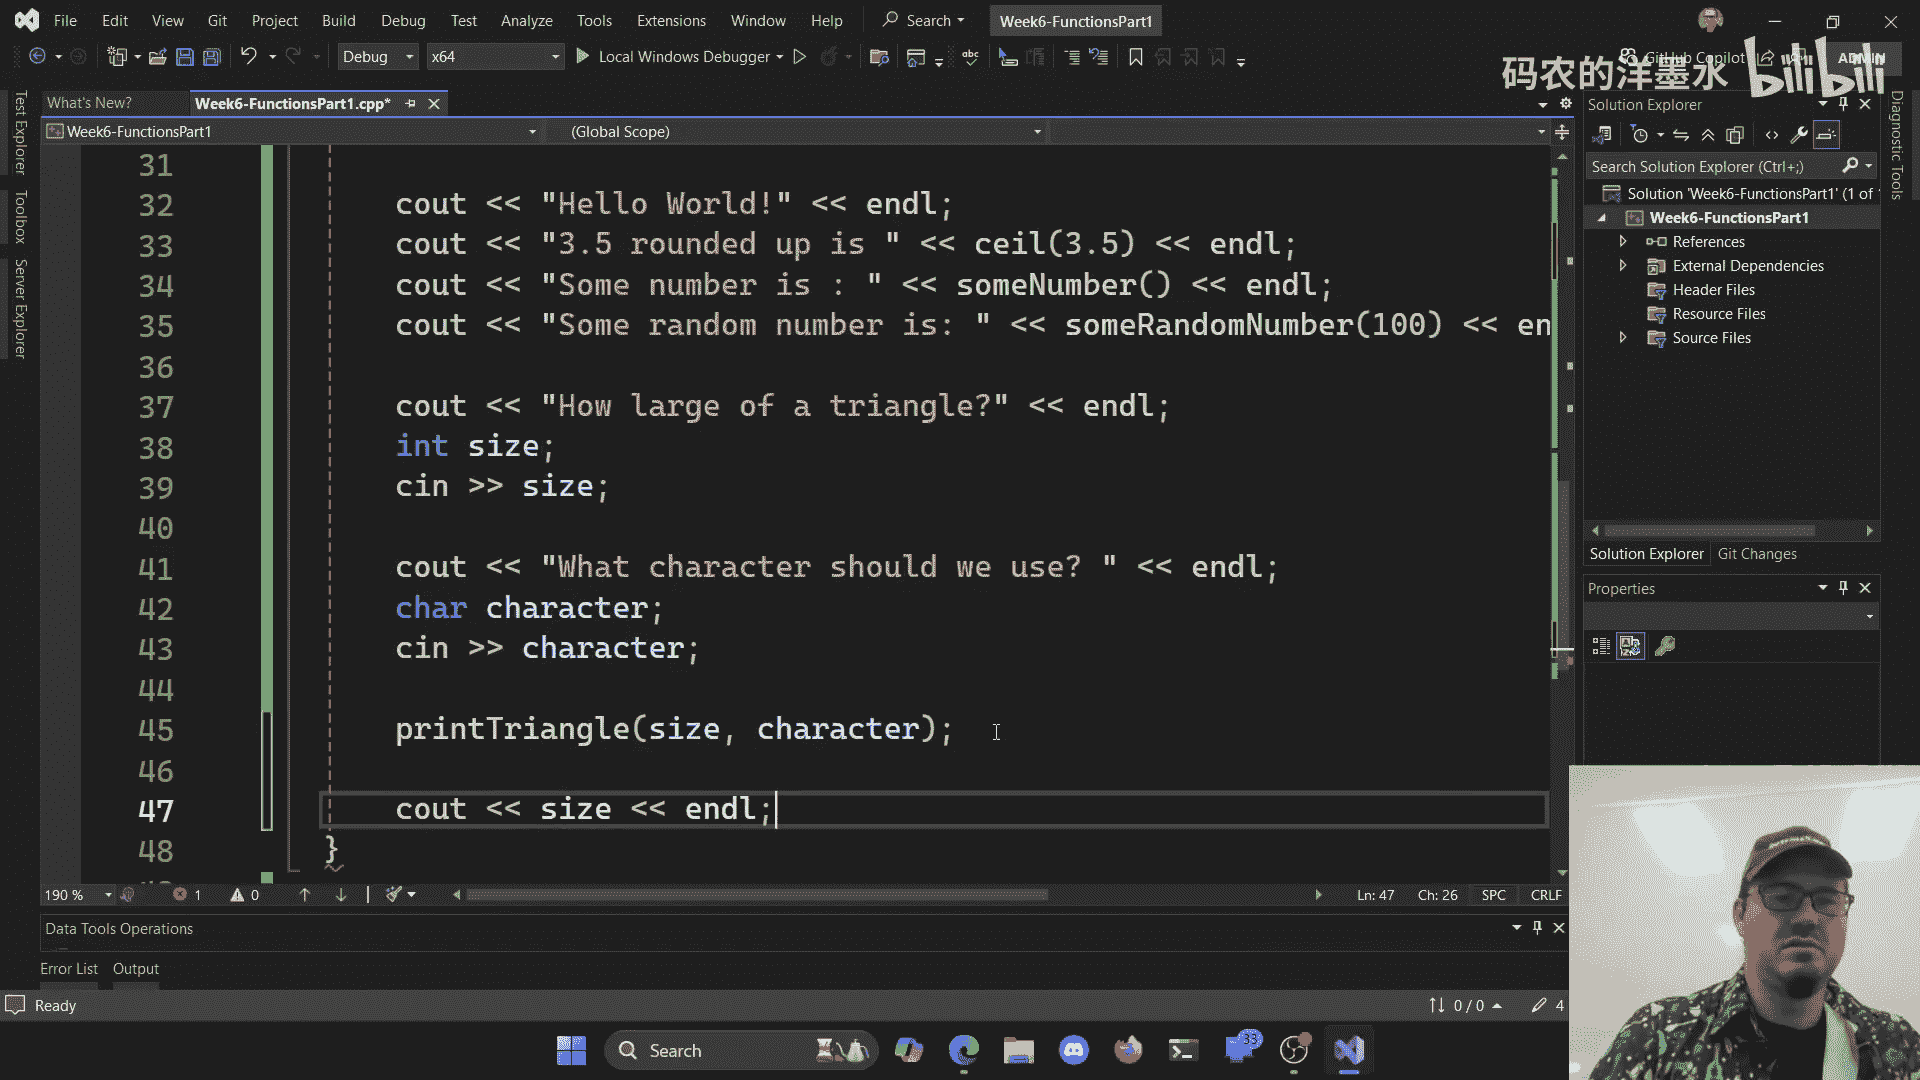 File Edit View Git Project Build Debug Test Analyze Tools Extensions Window Help Search Week6-FunctionsPart1
Debug x64 Local Windows Debugger GitHub Copilot ADMIN
码农的洋墨水 bilibili
What's New? Week6-FunctionsPart1.cpp*
Week6-FunctionsPart1 (Global Scope)
Test Explorer
Toolbox
Server Explorer
31
32 cout << "Hello World!" << endl;
33 cout << "3.5 rounded up is " << ceil(3.5) << endl;
34 cout << "Some number is : " << someNumber() << endl;
35 cout << "Some random number is: " << someRandomNumber(100) << en
36
37 cout << "How large of a triangle?" << endl;
38 int size;
39 cin >> size;
40
41 cout << "What character should we use? " << endl;
42 char character;
43 cin >> character;
44
45 printTriangle(size, character);
46
47 cout << size << endl;
48 }
190 % 1 0 Ln: 47 Ch: 26 SPC CRLF
Data Tools Operations
Error List Output
Ready 0 / 0 4
Solution Explorer
Search Solution Explorer (Ctrl+;)
Solution 'Week6-FunctionsPart1' (1 of
Week6-FunctionsPart1
References
External Dependencies
Header Files
Resource Files
Source Files
Solution Explorer Git Changes
Properties
Diagnostic Tools
Search
33